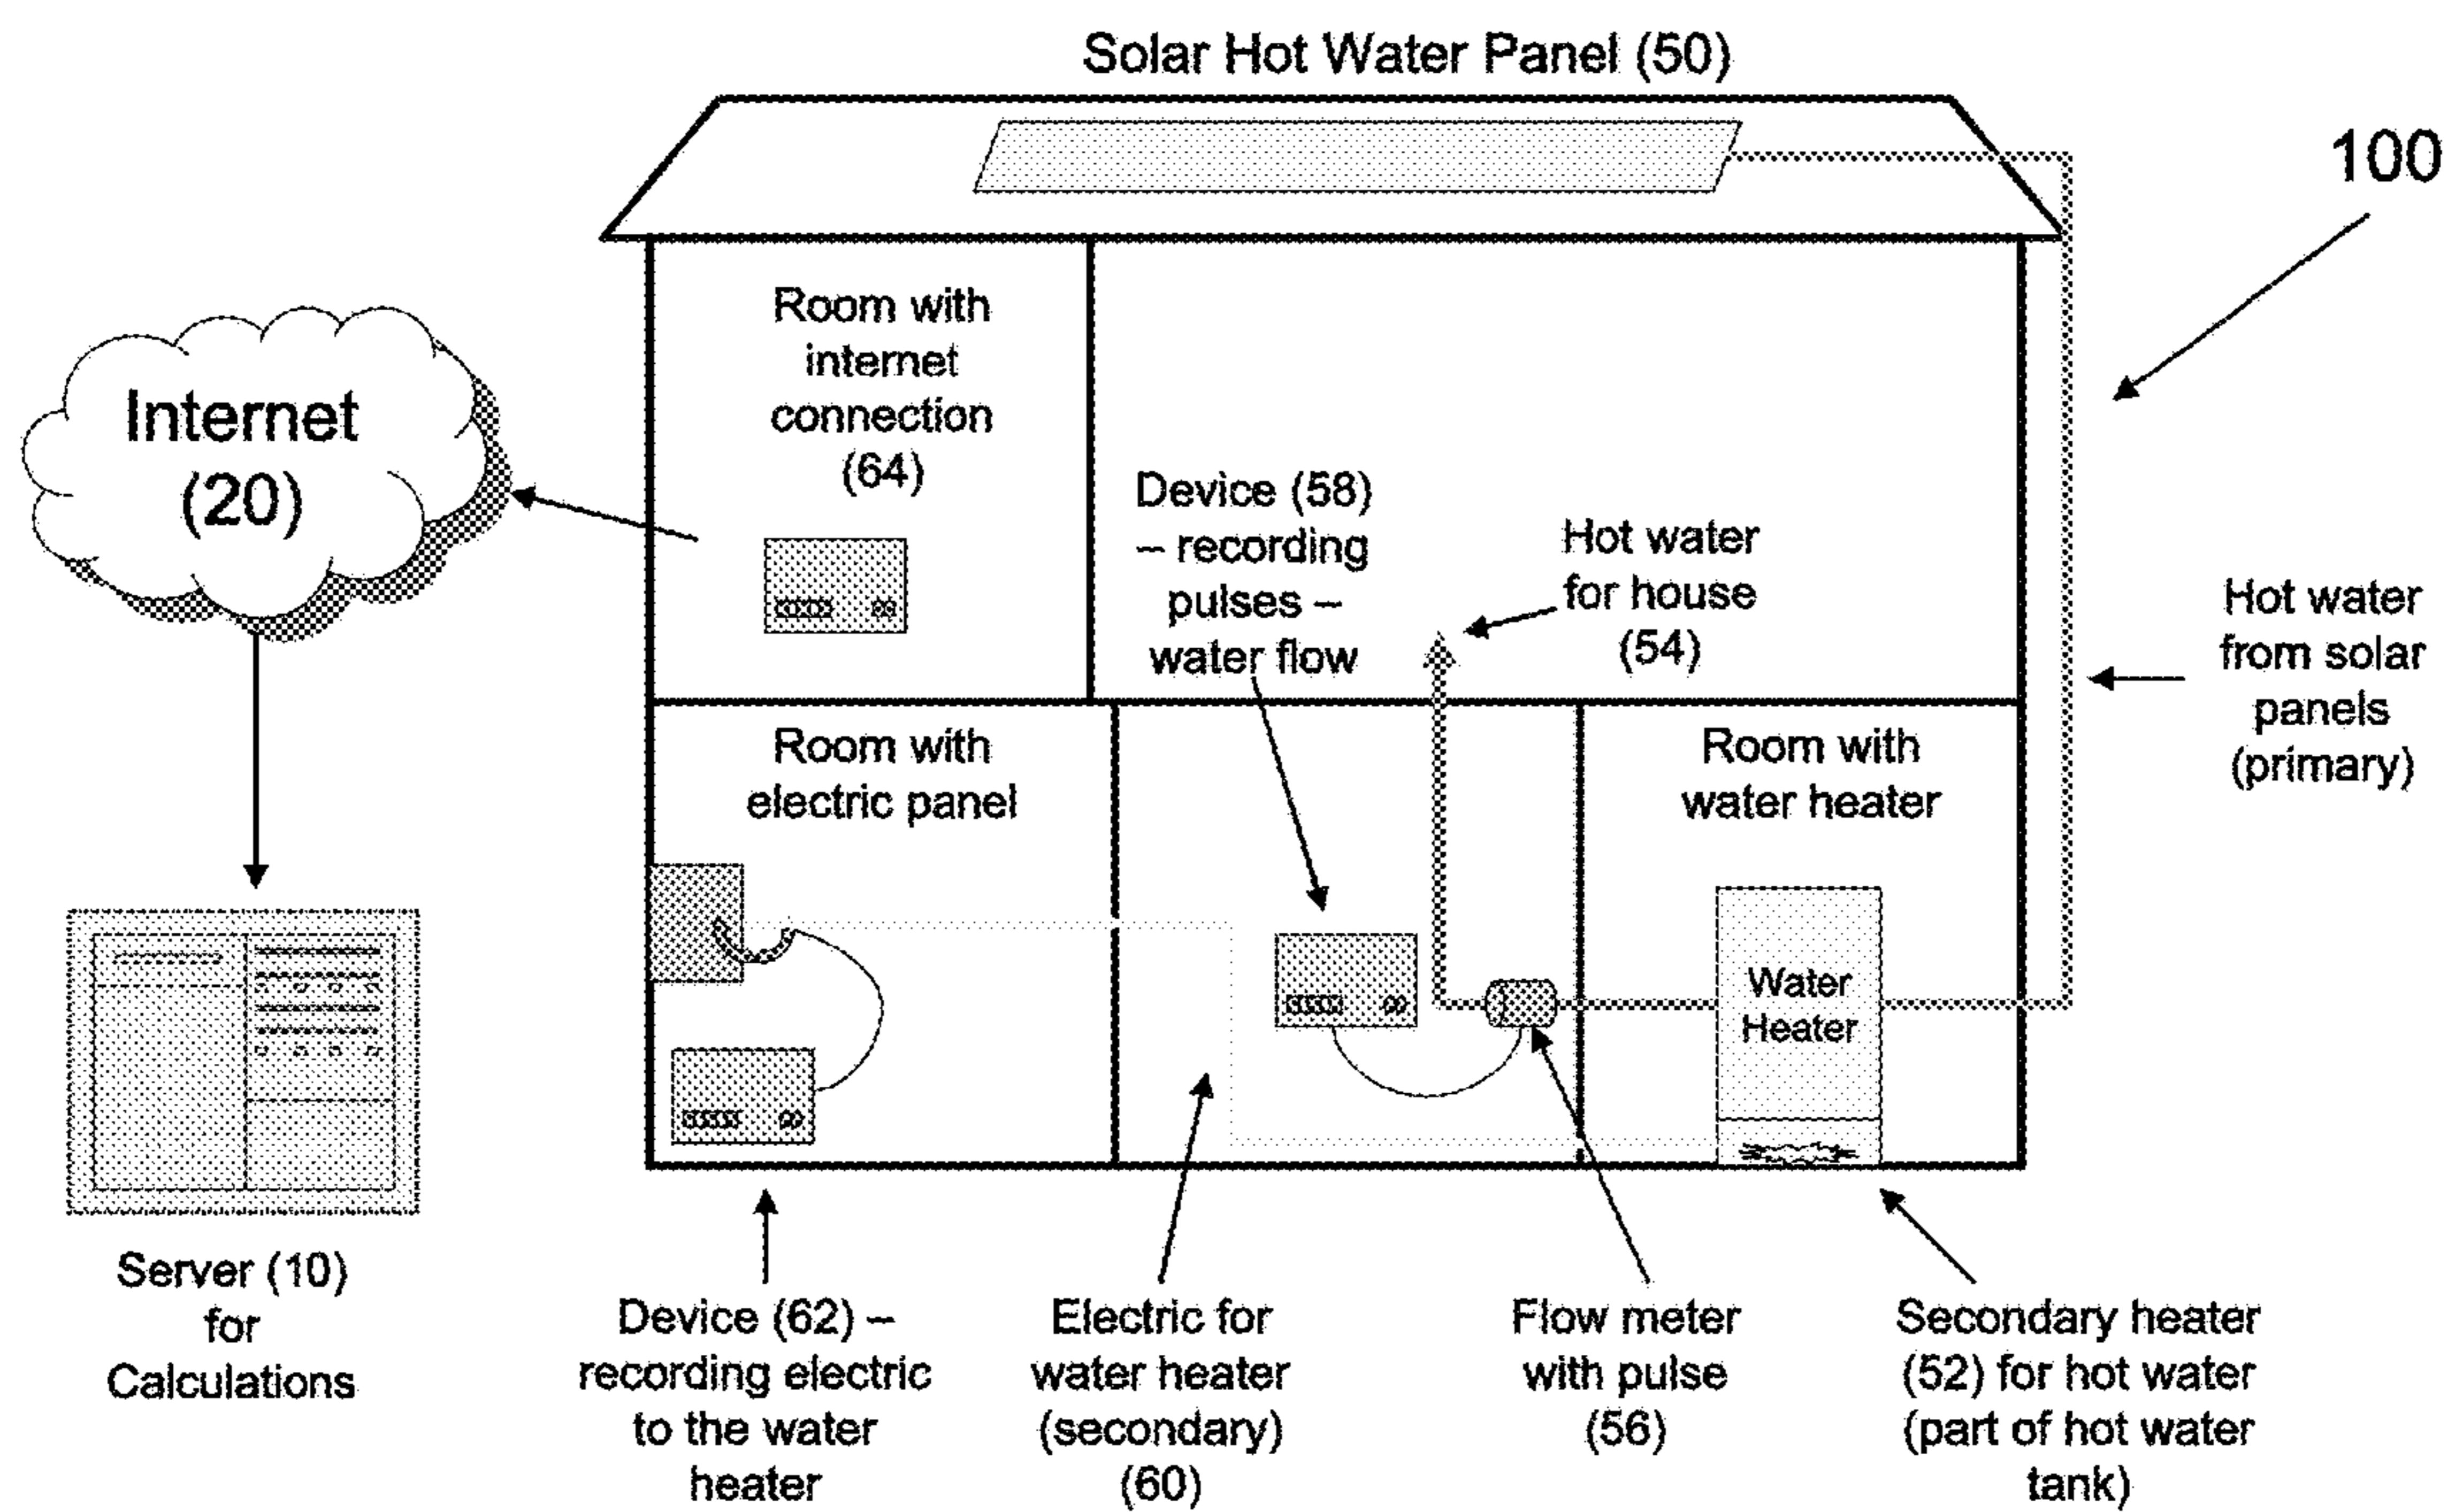 Solar Hot Water Panel (50)
100
Room with
internet
connection
(64)
Internet
(20)
Device (58)
– recording
pulses –
water flow
Hot water
for house
(54)
Hot water
from solar
panels
(primary)
Room with
electric panel
Room with
water heater
Water
Heater
Server (10)
for
Calculations
Device (62) –
recording electric
to the water
heater
Electric for
water heater
(secondary)
(60)
Flow meter
with pulse
(56)
Secondary heater
(52) for hot water
(part of hot water
tank)